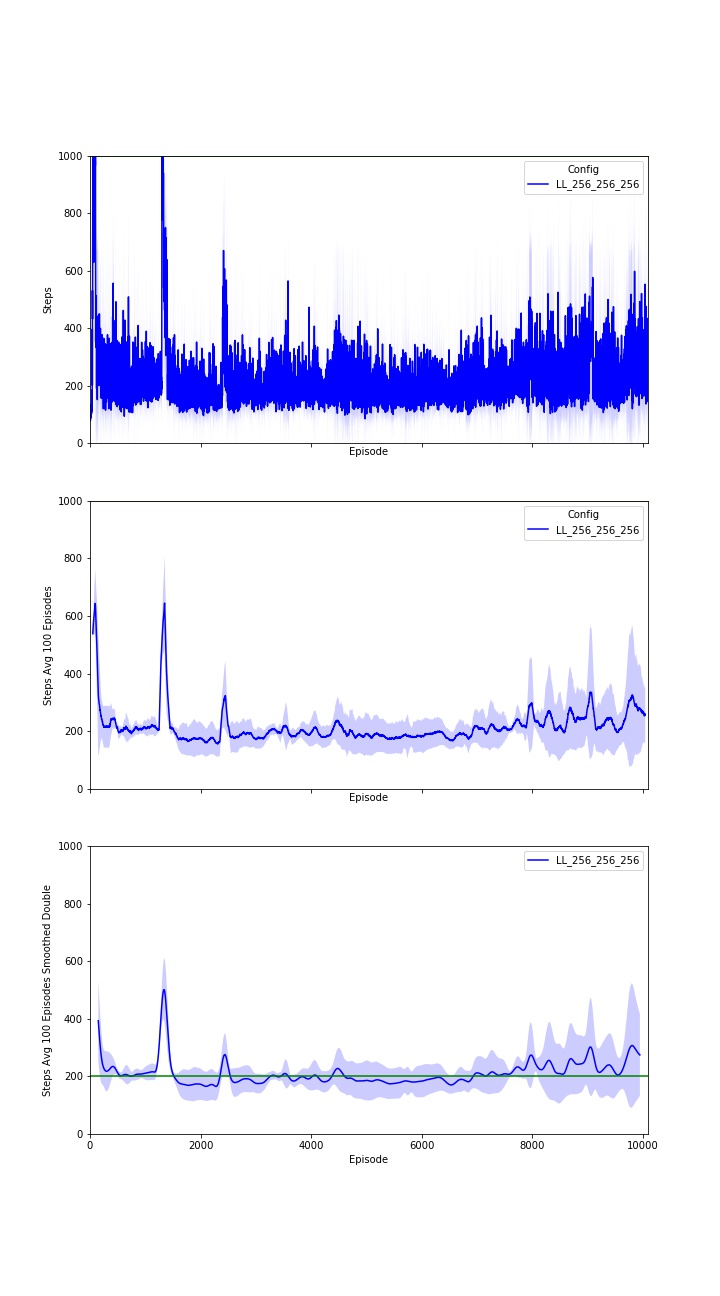 1000
800
600
400
200
0
Steps
Episode
Config
LL_256_256_256
1000
800
600
400
200
0
Steps Avg 100 Episodes
Episode
Config
LL_256_256_256
1000
800
600
400
200
0
Steps Avg 100 Episodes Smoothed Double
LL_256_256_256
0 2000 4000 6000 8000 10000
Episode